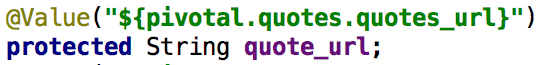 @Value("${pivotal.quotes.quotes_url}")
protected String quote_url;